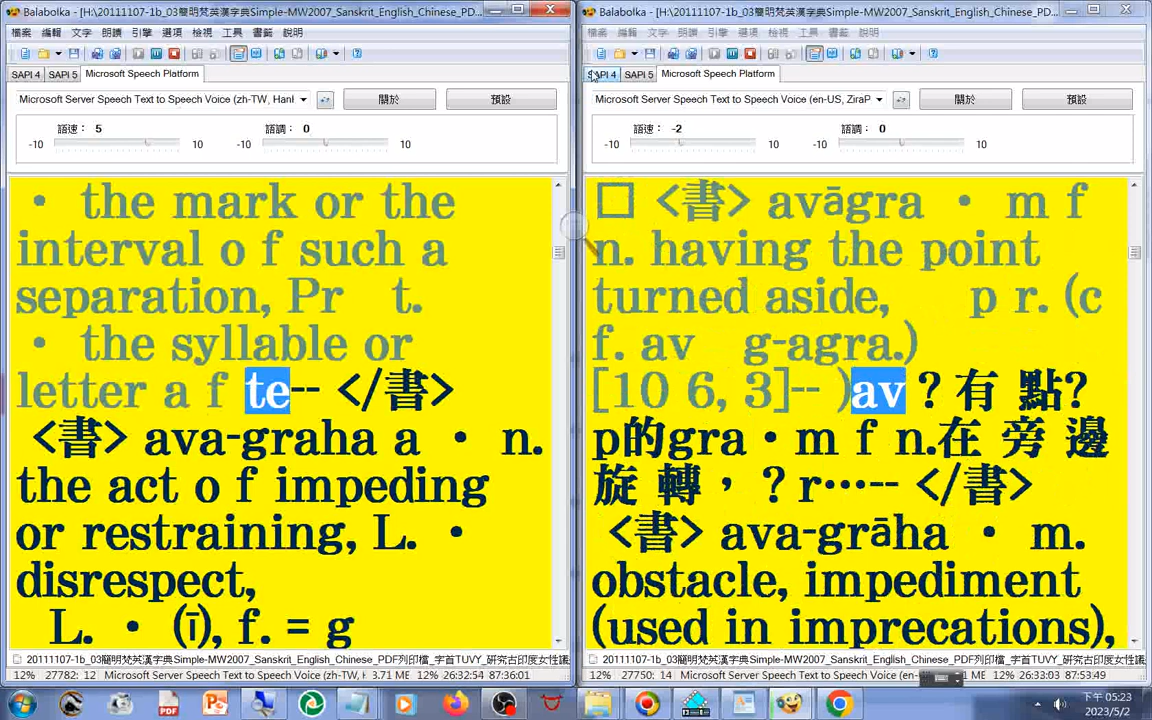 Balabolka - [H:\20111107-1b_03簡明梵英漢字典Simple-MW2007_Sanskrit_English_Chinese_PD...
檔案 編輯 文字 朗讀 引擎 選項 檢視 工具 書籤 說明
SAPI 4 SAPI 5 Microsoft Speech Platform
Microsoft Server Speech Text to Speech Voice (zh-TW, Hanl
關於 預設
語速： 5 語調： 0
-10 10 -10 10
• the mark or the
interval o f such a
separation, Pr t.
• the syllable or
letter a f te-- </書>
<書> ava-graha a • n.
the act o f impeding
or restraining, L. •
disrespect,
L. • (ī), f. = g
20111107-1b_03簡明梵英漢字典Simple-MW2007_Sanskrit_English_Chinese_PDF列印檔_字首TUVY_研究古印度女性議
12% 27782: 12 Microsoft Server Speech Text to Speech Voice (zh-TW, H 3.71 ME 12% 26:32:54 87:36:01
Balabolka - [H:\20111107-1b_03簡明梵英漢字典Simple-MW2007_Sanskrit_English_Chinese_PDF...
檔案 編輯 文字 朗讀 引擎 選項 檢視 工具 書籤 說明
SAPI 4 SAPI 5 Microsoft Speech Platform
Microsoft Server Speech Text to Speech Voice (en-US, ZiraP
關於 預設
語速： -2 語調： 0
-10 10 -10 10
□ <書> avāgra • m f
n. having the point
turned aside, p r. (c
f. av g-agra.)
[10 6, 3]-- )av ？有 點?
p的gra•m f n.在 旁 邊
旋 轉，？r…-- </書>
<書> ava-grāha • m.
obstacle, impediment
(used in imprecations),
20111107-1b_03簡明梵英漢字典Simple-MW2007_Sanskrit_English_Chinese_PDF列印檔_字首TUVY_研究古印度女性議
12% 27750: 14 Microsoft Server Speech Text to Speech Voice (en- 3.71 ME 12% 26:33:03 87:53:49
PDF
下午 05:23
2023/5/2